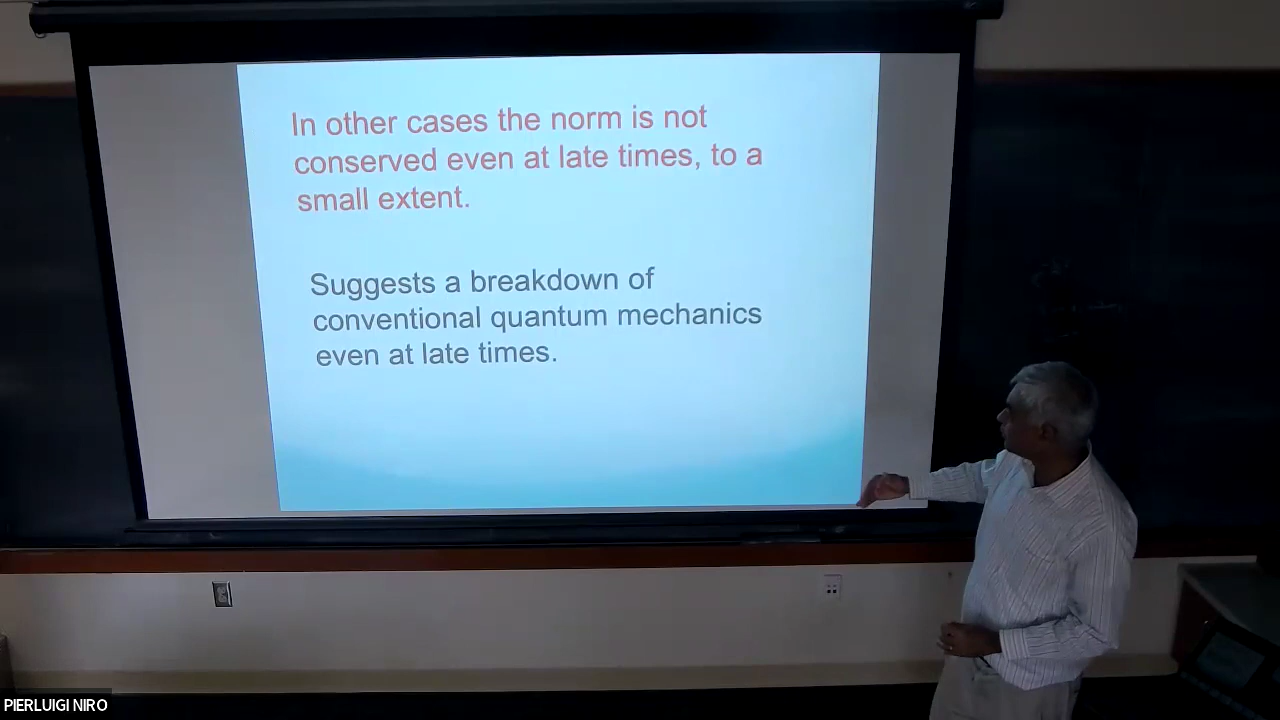 In other cases the norm is not
conserved even at late times, to a
small extent.
Suggests a breakdown of
conventional quantum mechanics
even at late times.
PIERLUIGI NIRO